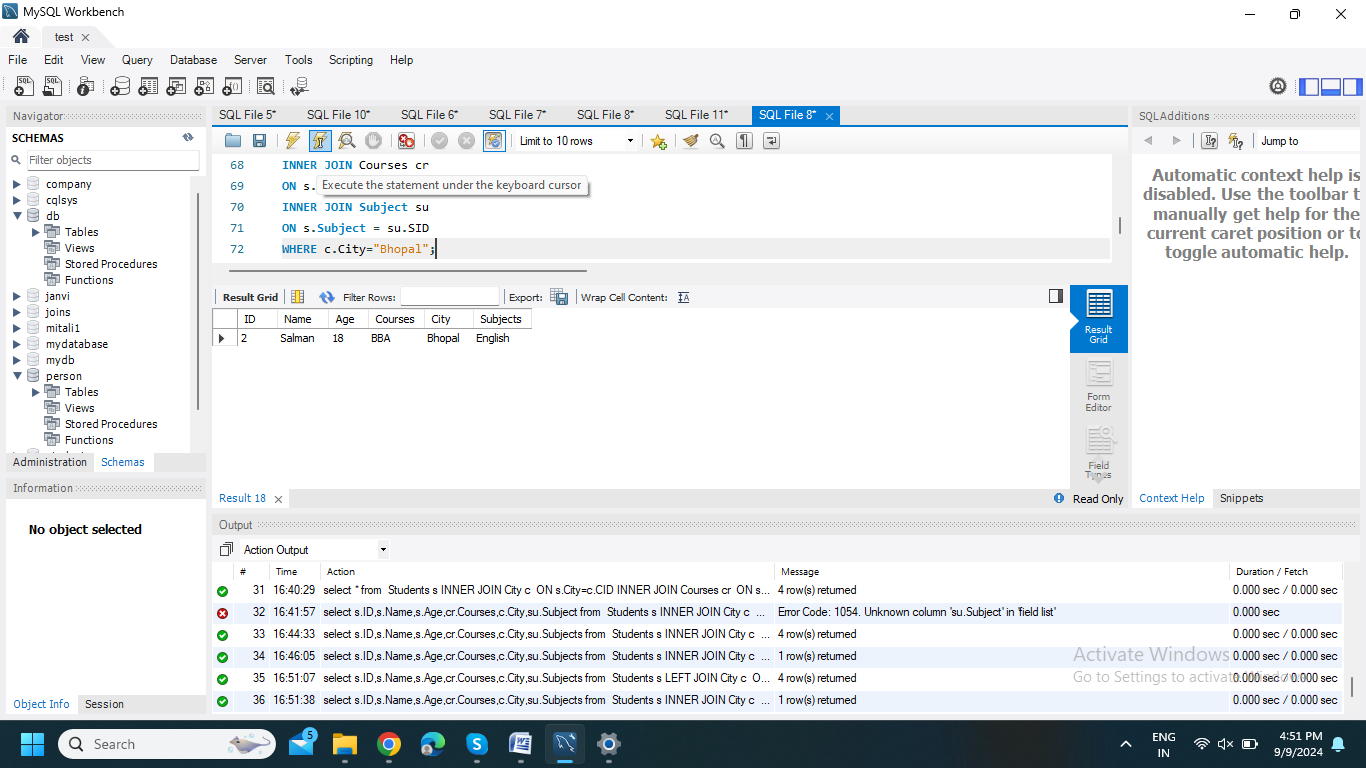 MySQL Workbench
test
File Edit View Query Database Server Tools Scripting Help
Navigator
SCHEMAS
Filter objects
company
cqlsys
db
Tables
Views
Stored Procedures
Functions
janvi
joins
mitali1
mydatabase
mydb
person
Tables
Views
Stored Procedures
Functions
Administration Schemas
Information
No object selected
Object Info Session
SQL File 5* SQL File 10* SQL File 6* SQL File 7* SQL File 8* SQL File 11* SQL File 8*
Limit to 10 rows
68 INNER JOIN Courses cr
69 ON s.
Execute the statement under the keyboard cursor
70 INNER JOIN Subject su
71 ON s.Subject = su.SID
72 WHERE c.City="Bhopal";
Result Grid Filter Rows: Export: Wrap Cell Content:
ID Name Age Courses City Subjects
2 Salman 18 BBA Bhopal English
Result Grid
Form Editor
Field Types
Result 18
Read Only
SQLAdditions
Jump to
Automatic context help is
disabled. Use the toolbar t
manually get help for the
current caret position or to
toggle automatic help.
Context Help Snippets
Output
Action Output
# Time Action Message Duration / Fetch
31 16:40:29 select * from Students s INNER JOIN City c ON s.City=c.CID INNER JOIN Courses cr ON s... 4 row(s) returned 0.000 sec / 0.000 sec
32 16:41:57 select s.ID,s.Name,s.Age,cr.Courses,c.City,su.Subject from Students s INNER JOIN City c ... Error Code: 1054. Unknown column 'su.Subject' in 'field list' 0.000 sec
33 16:44:33 select s.ID,s.Name,s.Age,cr.Courses,c.City,su.Subjects from Students s INNER JOIN City c ... 4 row(s) returned 0.000 sec / 0.000 sec
34 16:46:05 select s.ID,s.Name,s.Age,cr.Courses,c.City,su.Subjects from Students s INNER JOIN City c ... 1 row(s) returned 0.000 sec / 0.000 sec
35 16:51:07 select s.ID,s.Name,s.Age,cr.Courses,c.City,su.Subjects from Students s LEFT JOIN City c O... 4 row(s) returned 0.000 sec / 0.000 sec
36 16:51:38 select s.ID,s.Name,s.Age,cr.Courses,c.City,su.Subjects from Students s INNER JOIN City c ... 1 row(s) returned 0.000 sec / 0.000 sec
Activate Windows
Go to Settings to activate Windows.
Search
5
ENG
IN
4:51 PM
9/9/2024